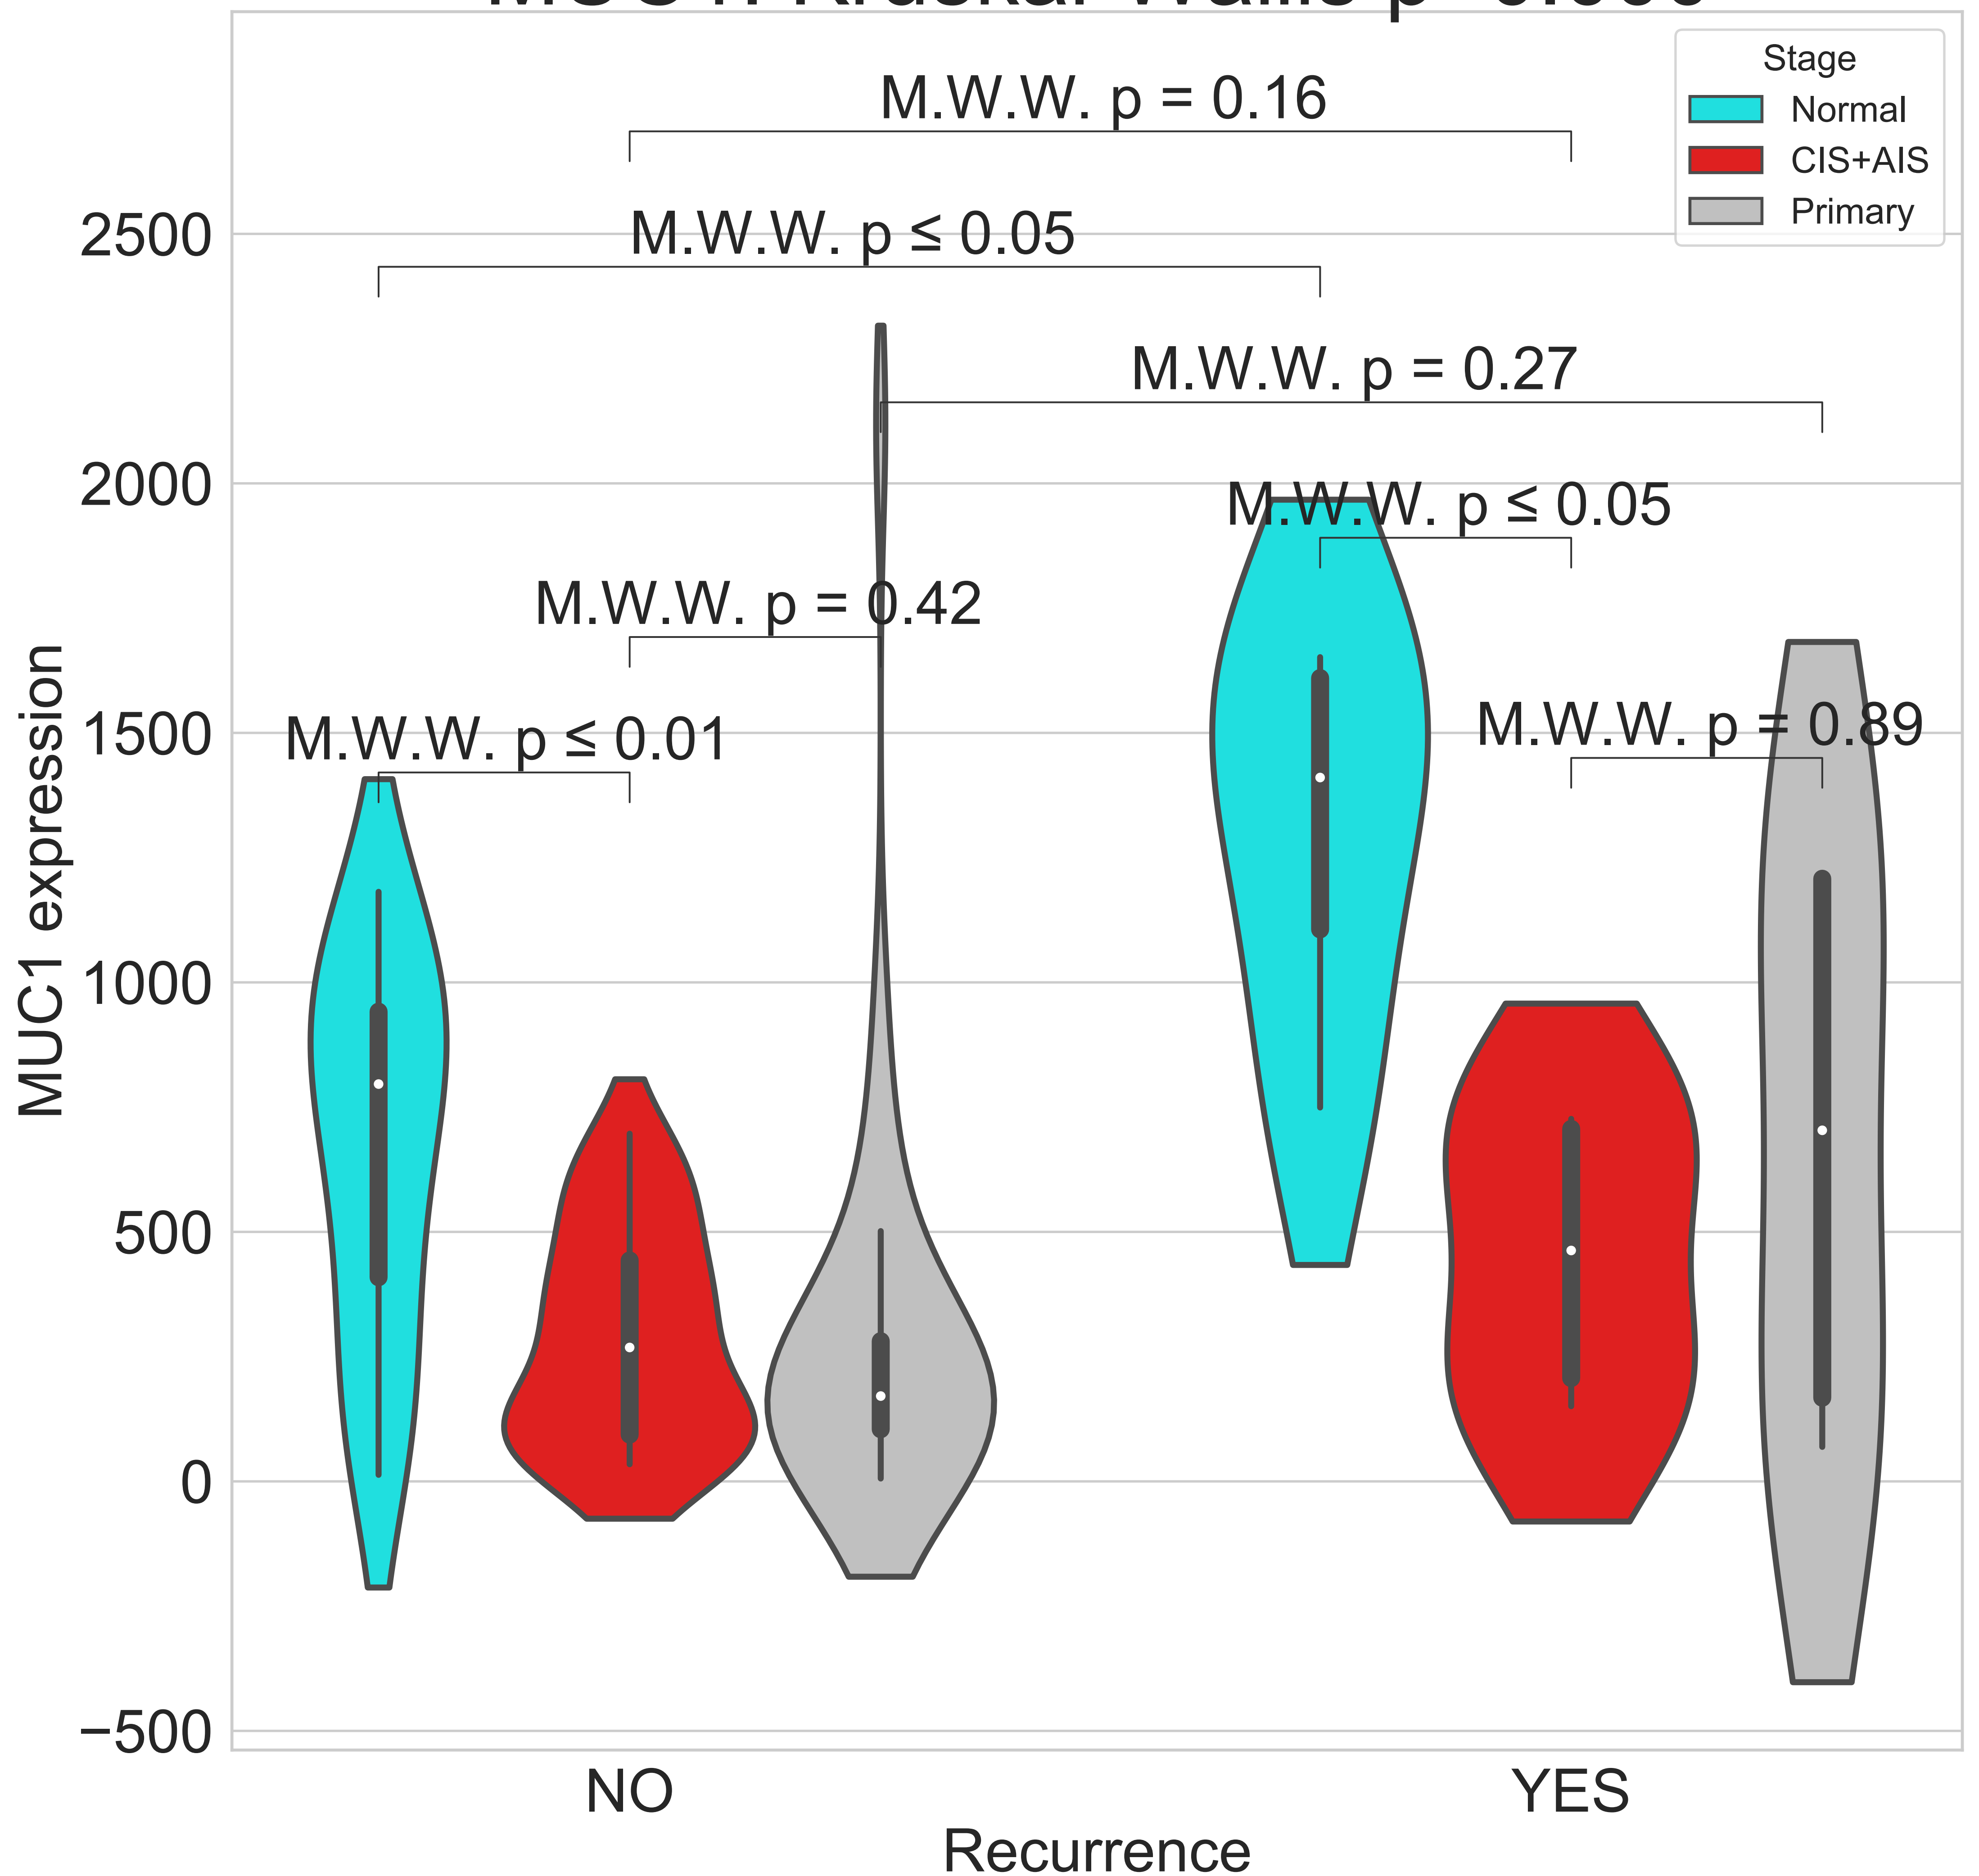 Stage
Normal
CIS+AIS
Primary
M.W.W. p = 0.16
M.W.W. p ≤ 0.05
M.W.W. p = 0.27
M.W.W. p ≤ 0.05
M.W.W. p = 0.42
M.W.W. p ≤ 0.01
M.W.W. p = 0.89
MUC1 expression
2500
2000
1500
1000
500
0
−500
NO
YES
Recurrence